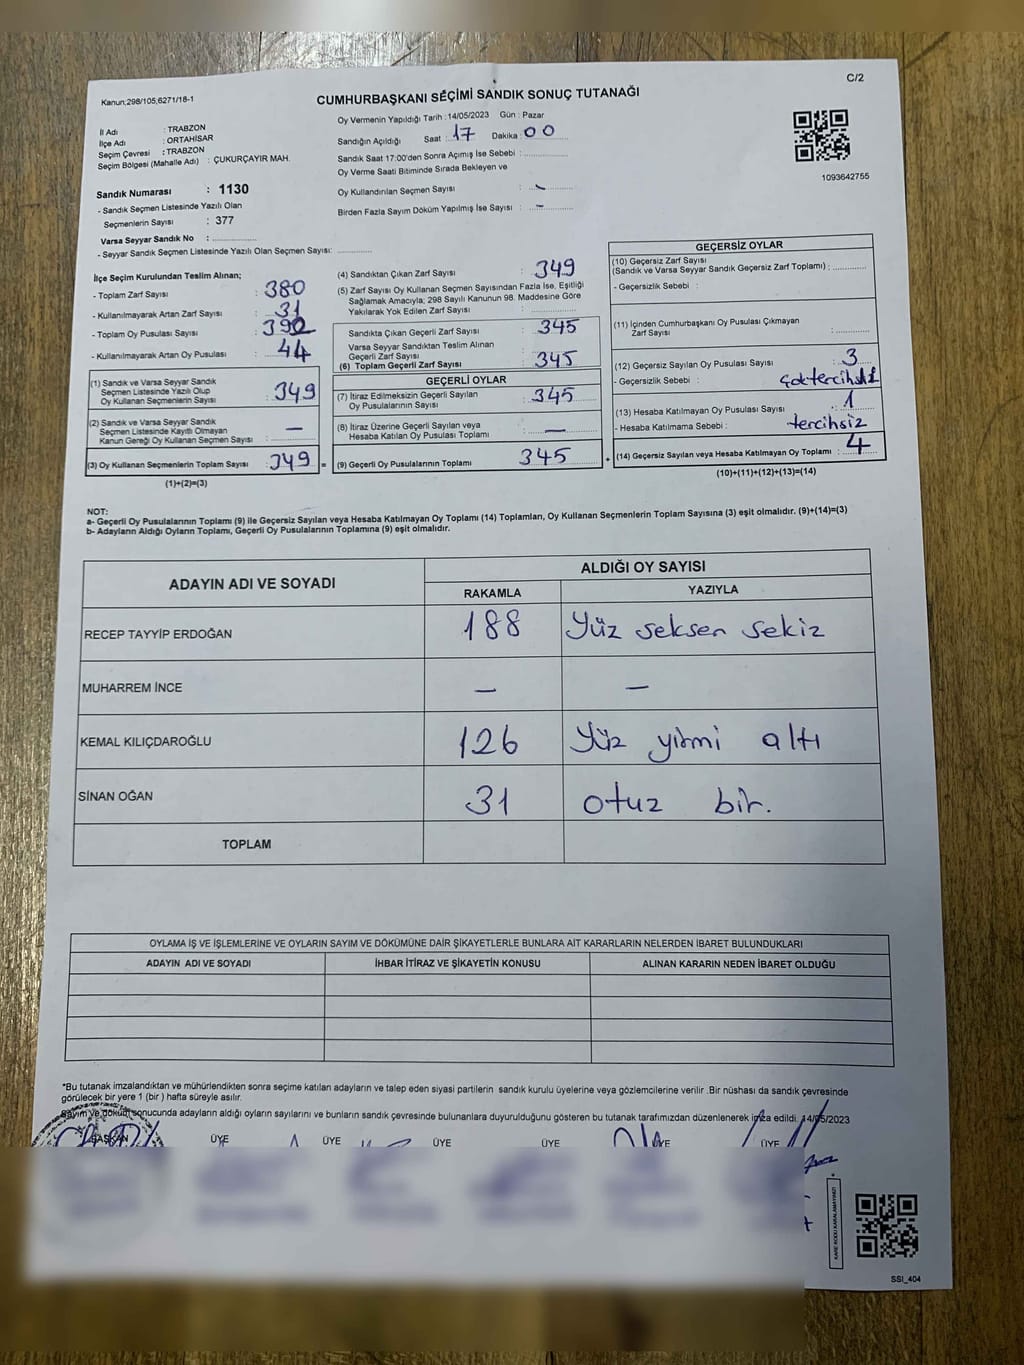 C/2
Kanun;298/105,6271/18-1
CUMHURBAŞKANI SEÇİMİ SANDIK SONUÇ TUTANAĞI
İl Adı : TRABZON
İlçe Adı : ORTAHİSAR
Seçim Çevresi : TRABZON
Seçim Bölgesi (Mahalle Adı) : ÇUKURÇAYIR MAH.
Oy Vermenin Yapıldığı Tarih :14/05/2023 Gün : Pazar
Sandığın Açıldığı Saat : 17 Dakika : 00
Sandık Saat 17:00'den Sonra Açımış İse Sebebi :
Oy Verme Saati Bitiminde Sırada Bekleyen ve
Oy Kullandırılan Seçmen Sayısı : -
Birden Fazla Sayım Döküm Yapılmış İse Sayısı : -
1093642755
Sandık Numarası : 1130
- Sandık Seçmen Listesinde Yazılı Olan
Seçmenlerin Sayısı : 377
Varsa Seyyar Sandık No :
- Seyyar Sandık Seçmen Listesinde Yazılı Olan Seçmen Sayısı:
İlçe Seçim Kurulundan Teslim Alınan;
- Toplam Zarf Sayısı : 380
- Kullanılmayarak Artan Zarf Sayısı : 31
- Toplam Oy Pusulası Sayısı : 390
- Kullanılmayarak Artan Oy Pusulası : 44
(1) Sandık ve Varsa Seyyar Sandık
Seçmen Listesinde Yazılı Olup
Oy Kullanan Seçmenlerin Sayısı : 349
(2) Sandık ve Varsa Seyyar Sandık
Seçmen Listesinde Kayıtlı Olmayan
Kanun Gereği Oy Kullanan Seçmen Sayısı : -
(3) Oy Kullanan Seçmenlerin Toplam Sayısı : 349 =
(1)+(2)=(3)
(4) Sandıktan Çıkan Zarf Sayısı : 349
(5) Zarf Sayısı Oy Kullanan Seçmen Sayısından Fazla İse, Eşitliği
Sağlamak Amacıyla; 298 Sayılı Kanunun 98. Maddesine Göre
Yakılarak Yok Edilen Zarf Sayısı :
Sandıkta Çıkan Geçerli Zarf Sayısı : 345
Varsa Seyyar Sandıktan Teslim Alınan
Geçerli Zarf Sayısı :
(6) Toplam Geçerli Zarf Sayısı : 345
GEÇERLİ OYLAR
(7) İtiraz Edilmeksizin Geçerli Sayılan
Oy Pusulalarının Sayısı : 345
(8) İtiraz Üzerine Geçerli Sayılan veya
Hesaba Katılan Oy Pusulası Toplamı : -
(9) Geçerli Oy Pusulalarının Toplamı : 345 +
GEÇERSİZ OYLAR
(10) Geçersiz Zarf Sayısı
(Sandık ve Varsa Seyyar Sandık Geçersiz Zarf Toplamı) :
- Geçersizlik Sebebi :
(11) İçinden Cumhurbaşkanı Oy Pusulası Çıkmayan
Zarf Sayısı :
(12) Geçersiz Sayılan Oy Pusulası Sayısı : 3
- Geçersizlik Sebebi :
(13) Hesaba Katılmayan Oy Pusulası Sayısı : 1
- Hesaba Katılmama Sebebi : tercihsiz
(14) Geçersiz Sayılan veya Hesaba Katılmayan Oy Toplamı : 4
(10)+(11)+(12)+(13)=(14)
NOT:
a- Geçerli Oy Pusulalarının Toplamı (9) ile Geçersiz Sayılan veya Hesaba Katılmayan Oy Toplamı (14) Toplamları, Oy Kullanan Seçmenlerin Toplam Sayısına (3) eşit olmalıdır. (9)+(14)=(3)
b- Adayların Aldığı Oyların Toplamı, Geçerli Oy Pusulalarının Toplamına (9) eşit olmalıdır.
ADAYIN ADI VE SOYADI
ALDIĞI OY SAYISI
RAKAMLA YAZIYLA
RECEP TAYYİP ERDOĞAN 188 Yüz seksen sekiz
MUHARREM İNCE - -
KEMAL KILIÇDAROĞLU 126 Yüz yirmi altı
SİNAN OĞAN 31 otuz bir.
TOPLAM
OYLAMA İŞ VE İŞLEMLERİNE VE OYLARIN SAYIM VE DÖKÜMÜNE DAİR ŞİKAYETLERLE BUNLARA AİT KARARLARIN NELERDEN İBARET BULUNDUKLARI
ADAYIN ADI VE SOYADI İHBAR İTİRAZ VE ŞİKAYETİN KONUSU ALINAN KARARIN NEDEN İBARET OLDUĞU
*Bu tutanak imzalandıktan ve mühürlendikten sonra seçime katılan adayların ve talep eden siyasi partilerin sandık kurulu üyelerine veya gözlemcilerine verilir .Bir nüshası da sandık çevresinde
görülecek bir yere 1 (bir ) hafta süreyle asılır.
Sayım ve döküm sonucunda adayların aldığı oyların sayılarını ve bunların sandık çevresinde bulunanlara duyurulduğunu gösteren bu tutanak tarafımızdan düzenlenerek imza edildi. 14/05/2023
BAŞKAN ÜYE ÜYE ÜYE ÜYE ÜYE ÜYE
KARE KODU KARALAMAYINIZ!
SSI_404